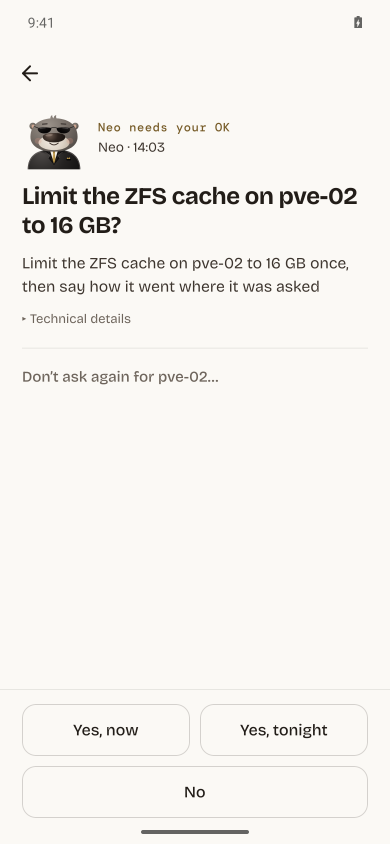 9:41
Neo needs your OK
Neo · 14:03
Limit the ZFS cache on pve-02
to 16 GB?
Limit the ZFS cache on pve-02 to 16 GB once,
then say how it went where it was asked
▸ Technical details
Don't ask again for pve-02...
Yes, now
Yes, tonight
No